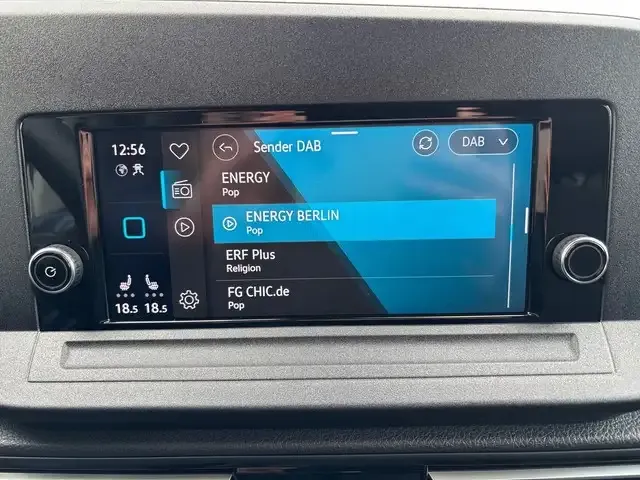 12:56
Sender DAB
DAB
ENERGY
Pop
ENERGY BERLIN
Pop
ERF Plus
Religion
FG CHIC.de
Pop
18.5 18.5